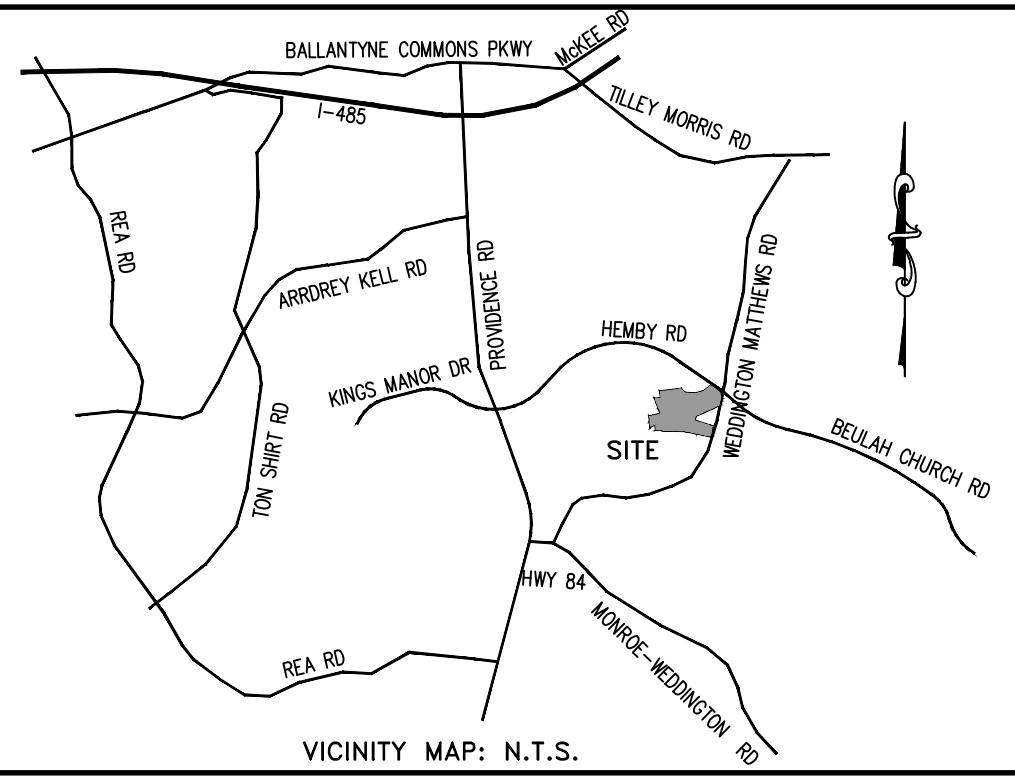 McKEE RD
BALLANTYNE COMMONS PKWY
I-485
TILLEY MORRIS RD
REA RD
ARRDREY KELL RD
PROVIDENCE RD
WEDDINGTON MATTHEWS RD
HEMBY RD
KINGS MANOR DR
TON SHIRT RD
SITE
BEULAH CHURCH RD
HWY 84
MONROE-WEDDINGTON RD
REA RD
VICINITY MAP: N.T.S.